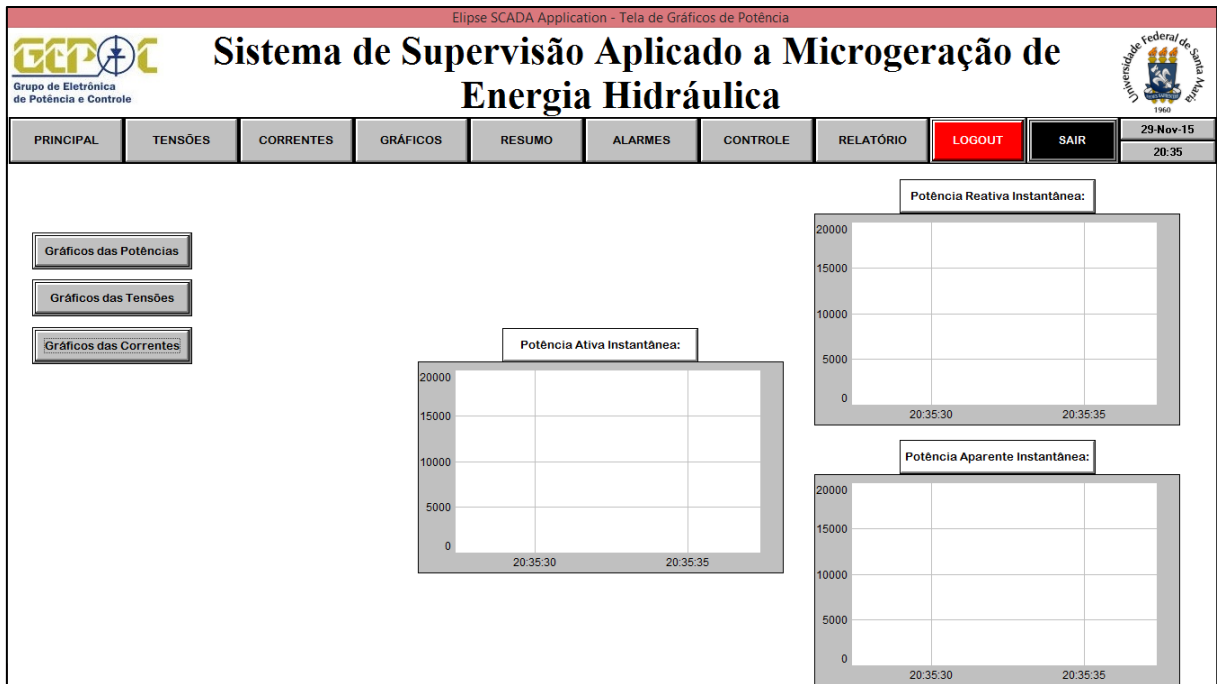 Elipse SCADA Application - Tela de Gráficos de Potência
GEPOC
Grupo de Eletrônica
de Potência e Controle
Sistema de Supervisão Aplicado a Microgeração de
Energia Hidráulica
Universidade Federal de Santa Maria
1960
PRINCIPAL
TENSÕES
CORRENTES
GRÁFICOS
RESUMO
ALARMES
CONTROLE
RELATÓRIO
LOGOUT
SAIR
29-Nov-15
20:35
Gráficos das Potências
Gráficos das Tensões
Gráficos das Correntes
Potência Ativa Instantânea:
20000
15000
10000
5000
0
20:35:30
20:35:35
Potência Reativa Instantânea:
20000
15000
10000
5000
0
20:35:30
20:35:35
Potência Aparente Instantânea:
20000
15000
10000
5000
0
20:35:30
20:35:35